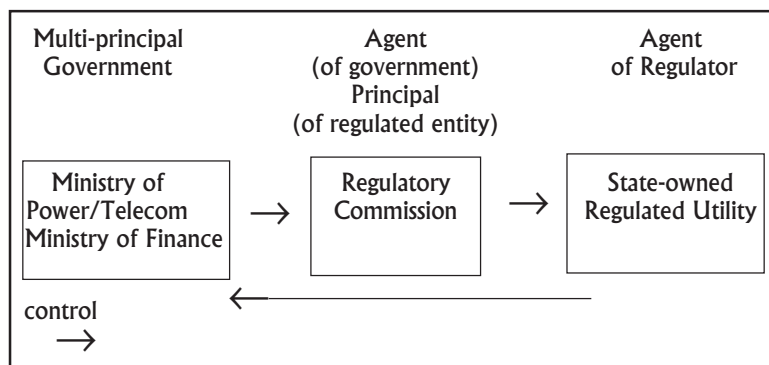 Multi-principal
Government
Agent
(of government)
Principal
(of regulated entity)
Agent
of Regulator
Ministry of
Power/Telecom
Ministry of Finance
Regulatory
Commission
State-owned
Regulated Utility
control